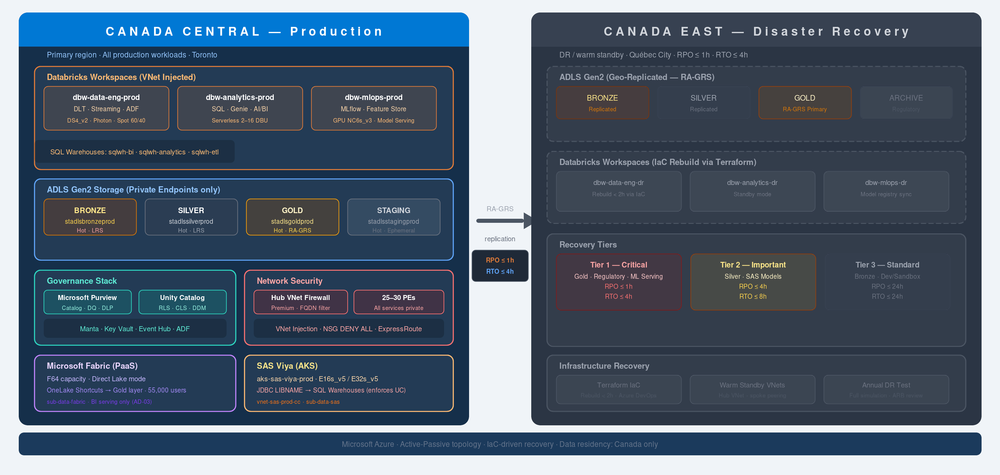 CANADA CENTRAL — Production
Primary region · All production workloads · Toronto
Databricks Workspaces (VNet Injected)
dbw-data-eng-prod
DLT · Streaming · ADF
DS4_v2 · Photon · Spot 60/40
dbw-analytics-prod
SQL · Genie · AI/BI
Serverless 2–16 DBU
dbw-mlops-prod
MLflow · Feature Store
GPU NC6s_v3 · Model Serving
SQL Warehouses: sqlwh-bi · sqlwh-analytics · sqlwh-etl
ADLS Gen2 Storage (Private Endpoints only)
BRONZE
stadlsbronzeprod
Hot · LRS
SILVER
stadlssilverprod
Hot · LRS
GOLD
stadlsgoldprod
Hot · RA-GRS
STAGING
stadlsstagingprod
Hot · Ephemeral
Governance Stack
Microsoft Purview
Catalog · DQ · DLP
Unity Catalog
RLS · CLS · DDM
Manta · Key Vault · Event Hub · ADF
Network Security
Hub VNet Firewall
Premium · FQDN filter
25–30 PEs
All services private
VNet Injection · NSG DENY ALL · ExpressRoute
Microsoft Fabric (PaaS)
F64 capacity · Direct Lake mode
OneLake Shortcuts → Gold layer · 55,000 users
sub-data-fabric · BI serving only (AD-03)
SAS Viya (AKS)
aks-sas-viya-prod · E16s_v5 / E32s_v5
JDBC LIBNAME → SQL Warehouses (enforces UC)
vnet-sas-prod-cc · sub-data-sas
RA-GRS
replication
RPO ≤ 1h
RTO ≤ 4h
CANADA EAST — Disaster Recovery
DR / warm standby · Québec City · RPO ≤ 1h · RTO ≤ 4h
ADLS Gen2 (Geo-Replicated — RA-GRS)
BRONZE
Replicated
SILVER
Replicated
GOLD
RA-GRS Primary
ARCHIVE
Regulatory
Databricks Workspaces (IaC Rebuild via Terraform)
dbw-data-eng-dr
Rebuild < 2h via IaC
dbw-analytics-dr
Standby mode
dbw-mlops-dr
Model registry sync
Recovery Tiers
Tier 1 — Critical
Gold · Regulatory · ML Serving
RPO ≤ 1h
RTO ≤ 4h
Tier 2 — Important
Silver · SAS Models
RPO ≤ 4h
RTO ≤ 8h
Tier 3 — Standard
Bronze · Dev/Sandbox
RPO ≤ 24h
RTO ≤ 24h
Infrastructure Recovery
Terraform IaC
Rebuild < 2h · Azure DevOps
Warm Standby VNets
Hub VNet · spoke peering
Annual DR Test
Full simulation · ARB review
Microsoft Azure · Active-Passive topology · IaC-driven recovery · Data residency: Canada only